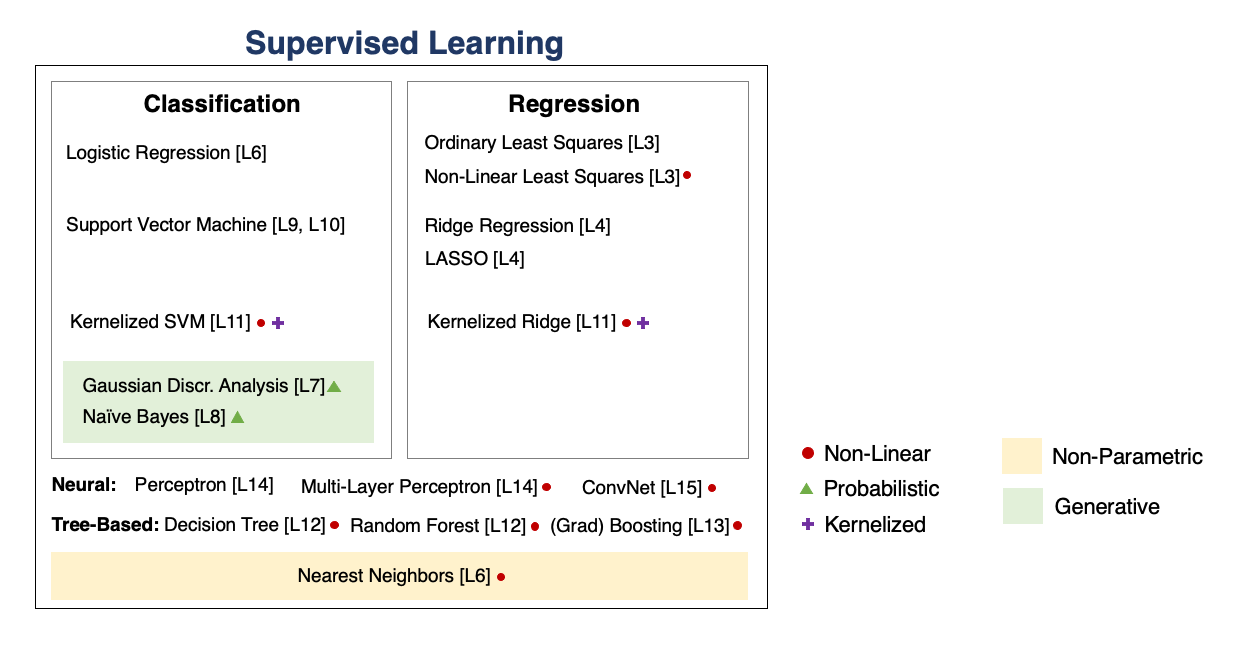 Supervised Learning
Classification
Logistic Regression [L6]
Support Vector Machine [L9, L10]
Kernelized SVM [L11]
Gaussian Discr. Analysis [L7]
Naïve Bayes [L8]
Regression
Ordinary Least Squares [L3]
Non-Linear Least Squares [L3]
Ridge Regression [L4]
LASSO [L4]
Kernelized Ridge [L11]
Neural: Perceptron [L14] Multi-Layer Perceptron [L14] ConvNet [L15]
Tree-Based: Decision Tree [L12] Random Forest [L12] (Grad) Boosting [L13]
Nearest Neighbors [L6]
Non-Linear
Probabilistic
Kernelized
Non-Parametric
Generative